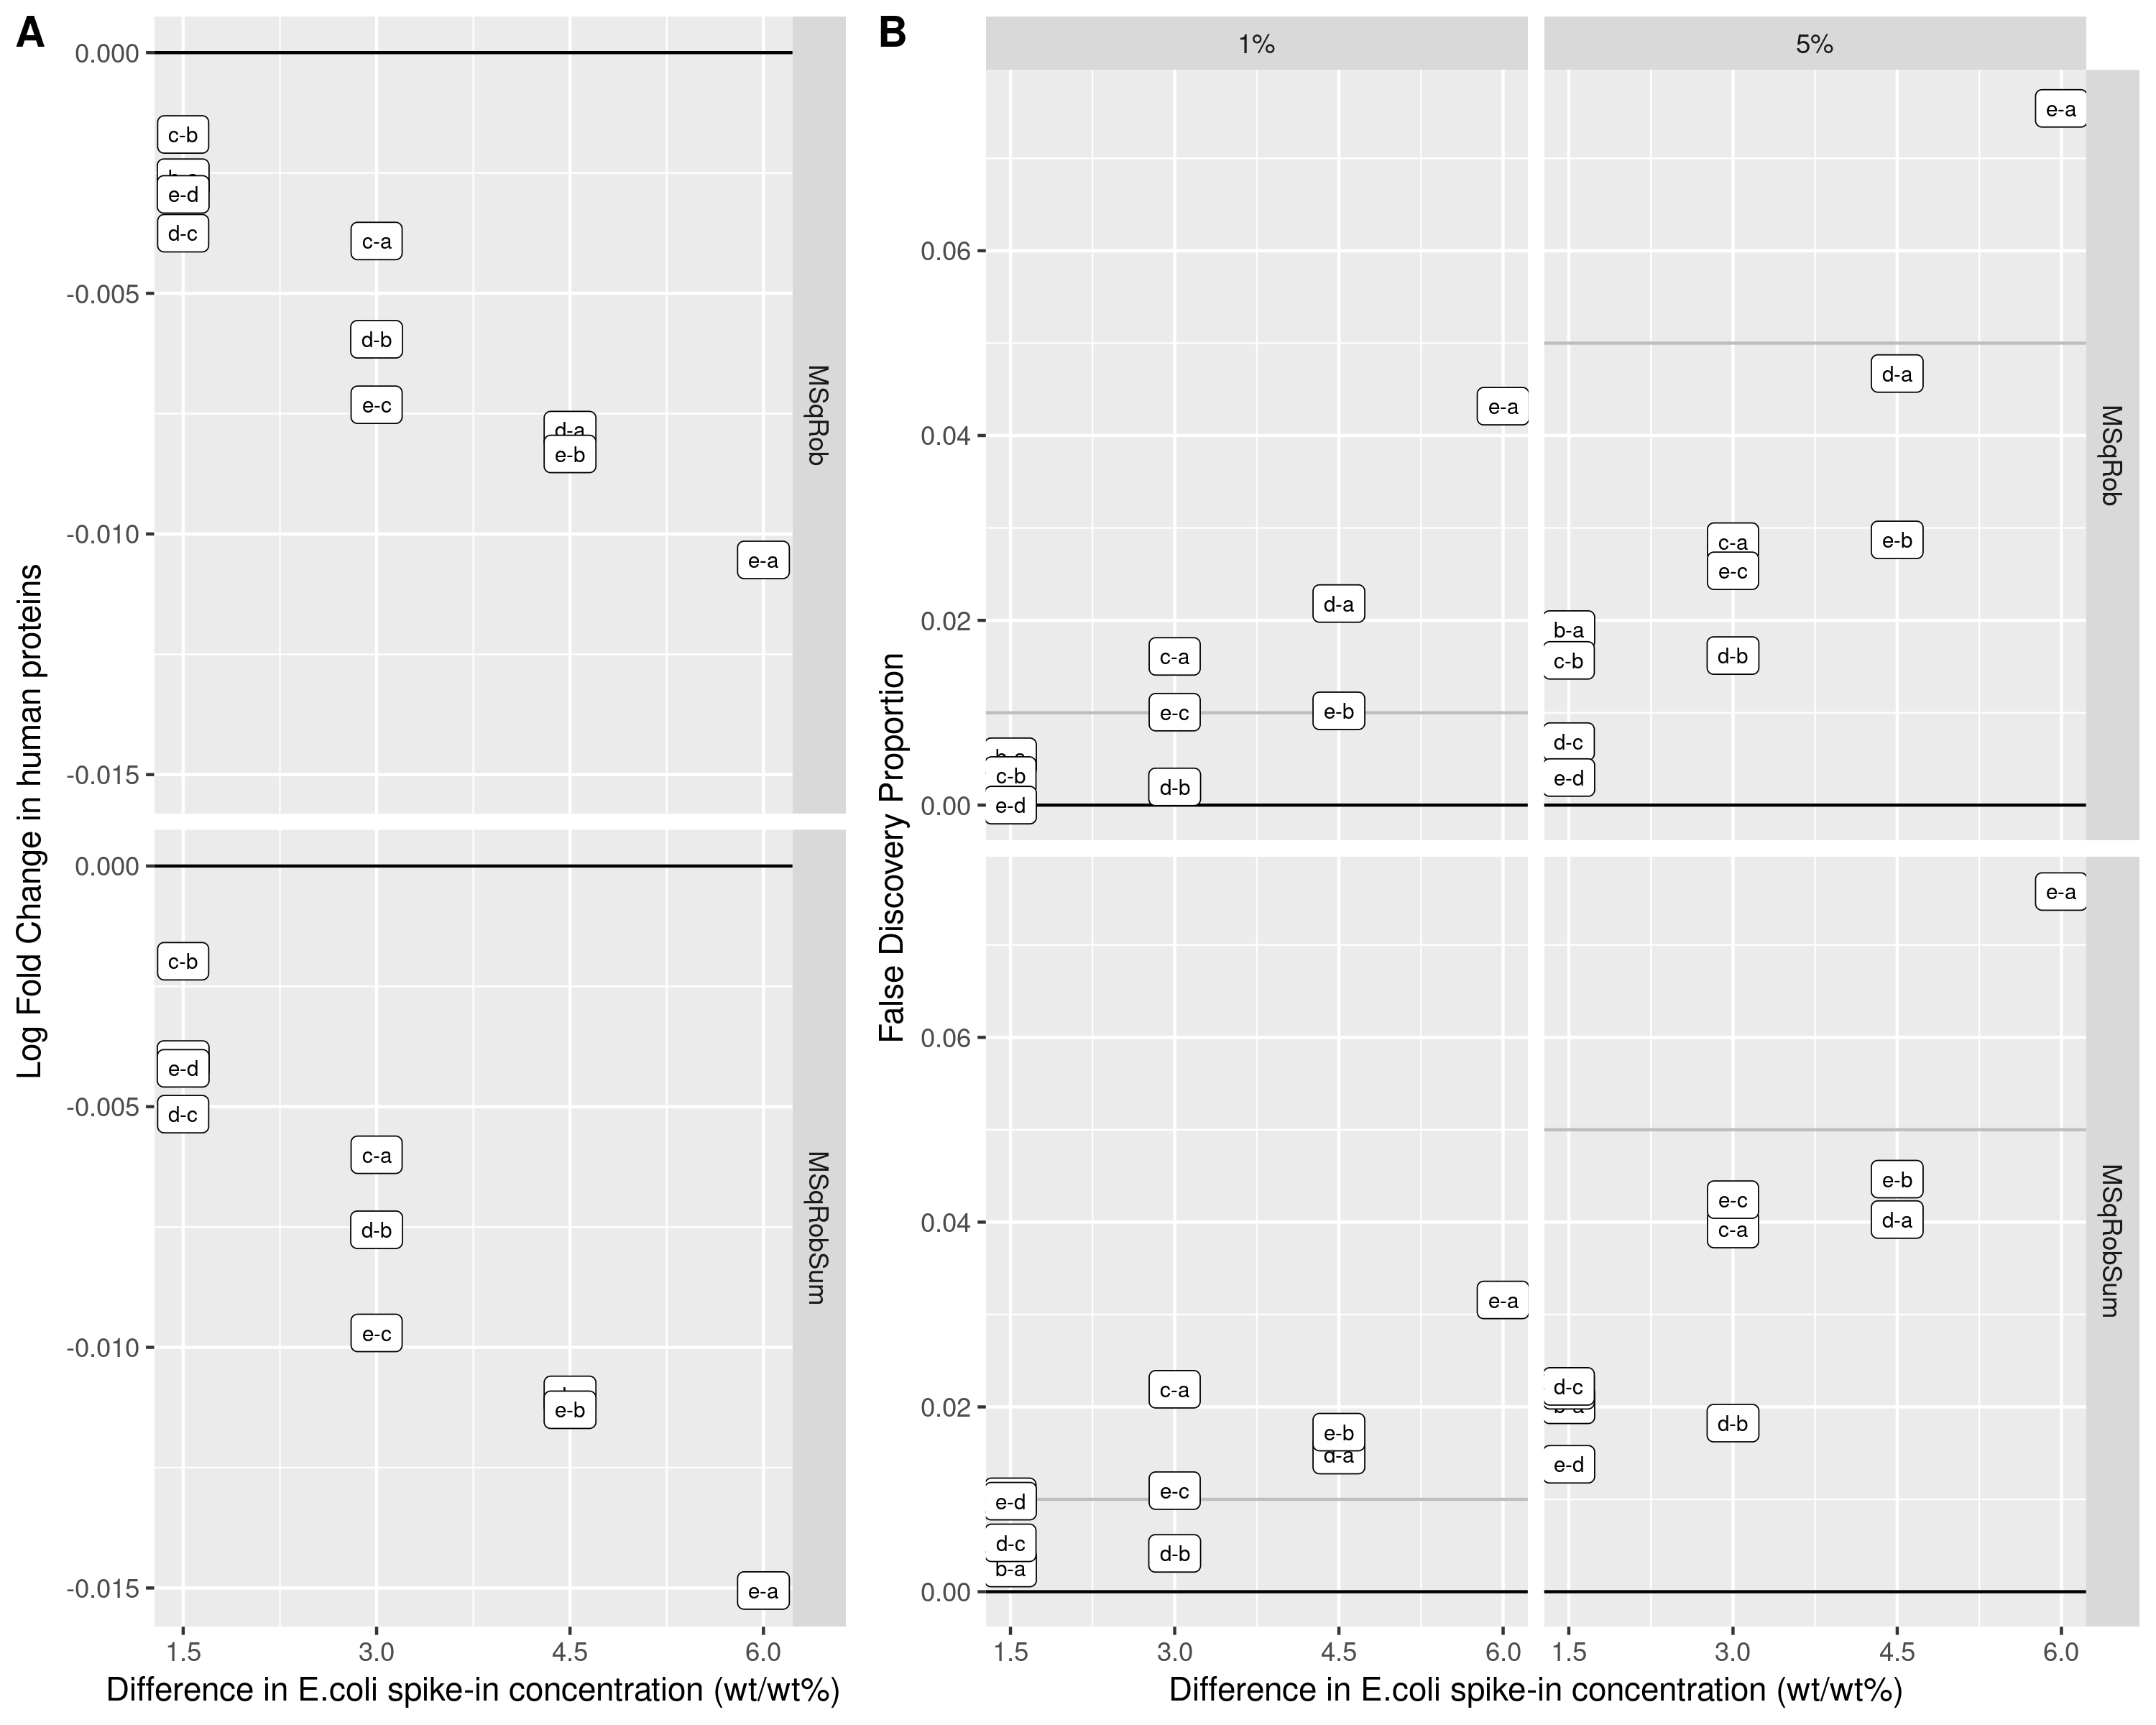 A
B
1%
5%
Log Fold Change in human proteins
0.000
-0.005
-0.010
-0.015
c-b
e-d
d-c
c-a
d-b
e-c
d-a
e-b
e-a
MSqRob
0.000
-0.005
-0.010
-0.015
c-b
e-d
d-c
c-a
d-b
e-c
e-b
e-a
MSqRobSum
1.5 3.0 4.5 6.0
Difference in E.coli spike-in concentration (wt/wt%)
False Discovery Proportion
0.06
0.04
0.02
0.00
e-a
d-a
c-a
e-c
e-b
b-a
c-b
d-b
e-d
e-a
d-a
c-a
e-b
e-c
b-a
c-b
d-b
d-c
e-d
MSqRob
0.06
0.04
0.02
0.00
e-a
c-a
e-b
d-a
e-c
e-d
d-c
d-b
b-a
e-a
e-b
e-c
c-a
d-a
d-c
b-a
d-b
e-d
MSqRobSum
1.5 3.0 4.5 6.0
1.5 3.0 4.5 6.0
Difference in E.coli spike-in concentration (wt/wt%)